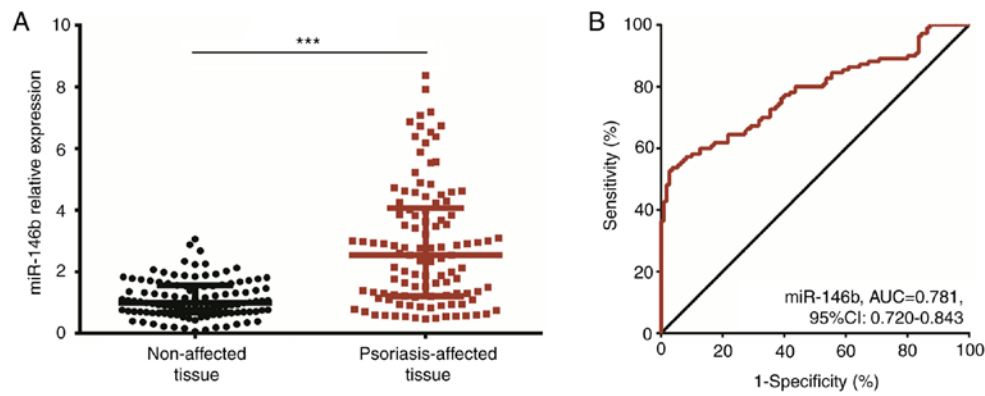 A
10
8
6
4
2
0
miR-146b relative expression
***
Non-affected
tissue
Psoriasis-affected
tissue
B
100
80
60
40
20
0
Sensitivity (%)
miR-146b, AUC=0.781,
95%CI: 0.720-0.843
0 20 40 60 80 100
1-Specificity (%)